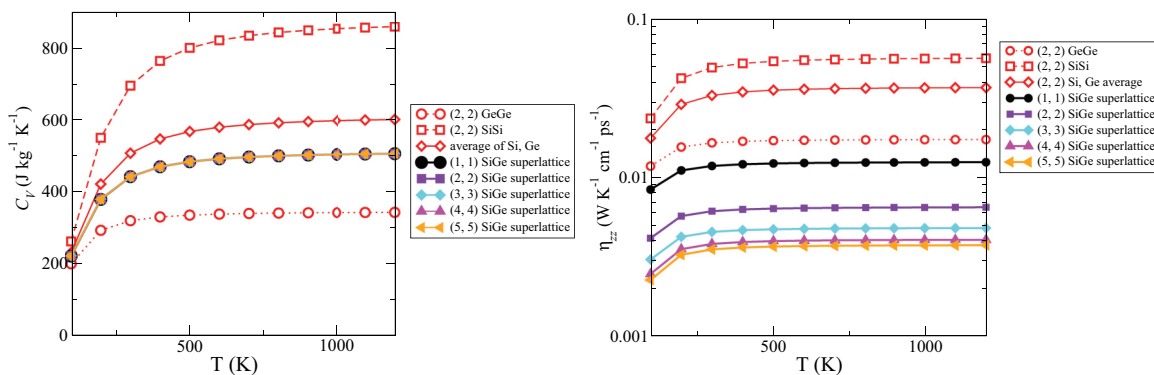 800
600
400
200
0
C_V (J kg^-1 K^-1)
500
1000
T (K)
(2, 2) GeGe
(2, 2) SiSi
average of Si, Ge
(1, 1) SiGe superlattice
(2, 2) SiGe superlattice
(3, 3) SiGe superlattice
(4, 4) SiGe superlattice
(5, 5) SiGe superlattice
0.1
0.01
0.001
η_zz (W K^-1 cm^-1 ps^-1)
500
1000
T (K)
(2, 2) GeGe
(2, 2) SiSi
(2, 2) Si, Ge average
(1, 1) SiGe superlattice
(2, 2) SiGe superlattice
(3, 3) SiGe superlattice
(4, 4) SiGe superlattice
(5, 5) SiGe superlattice